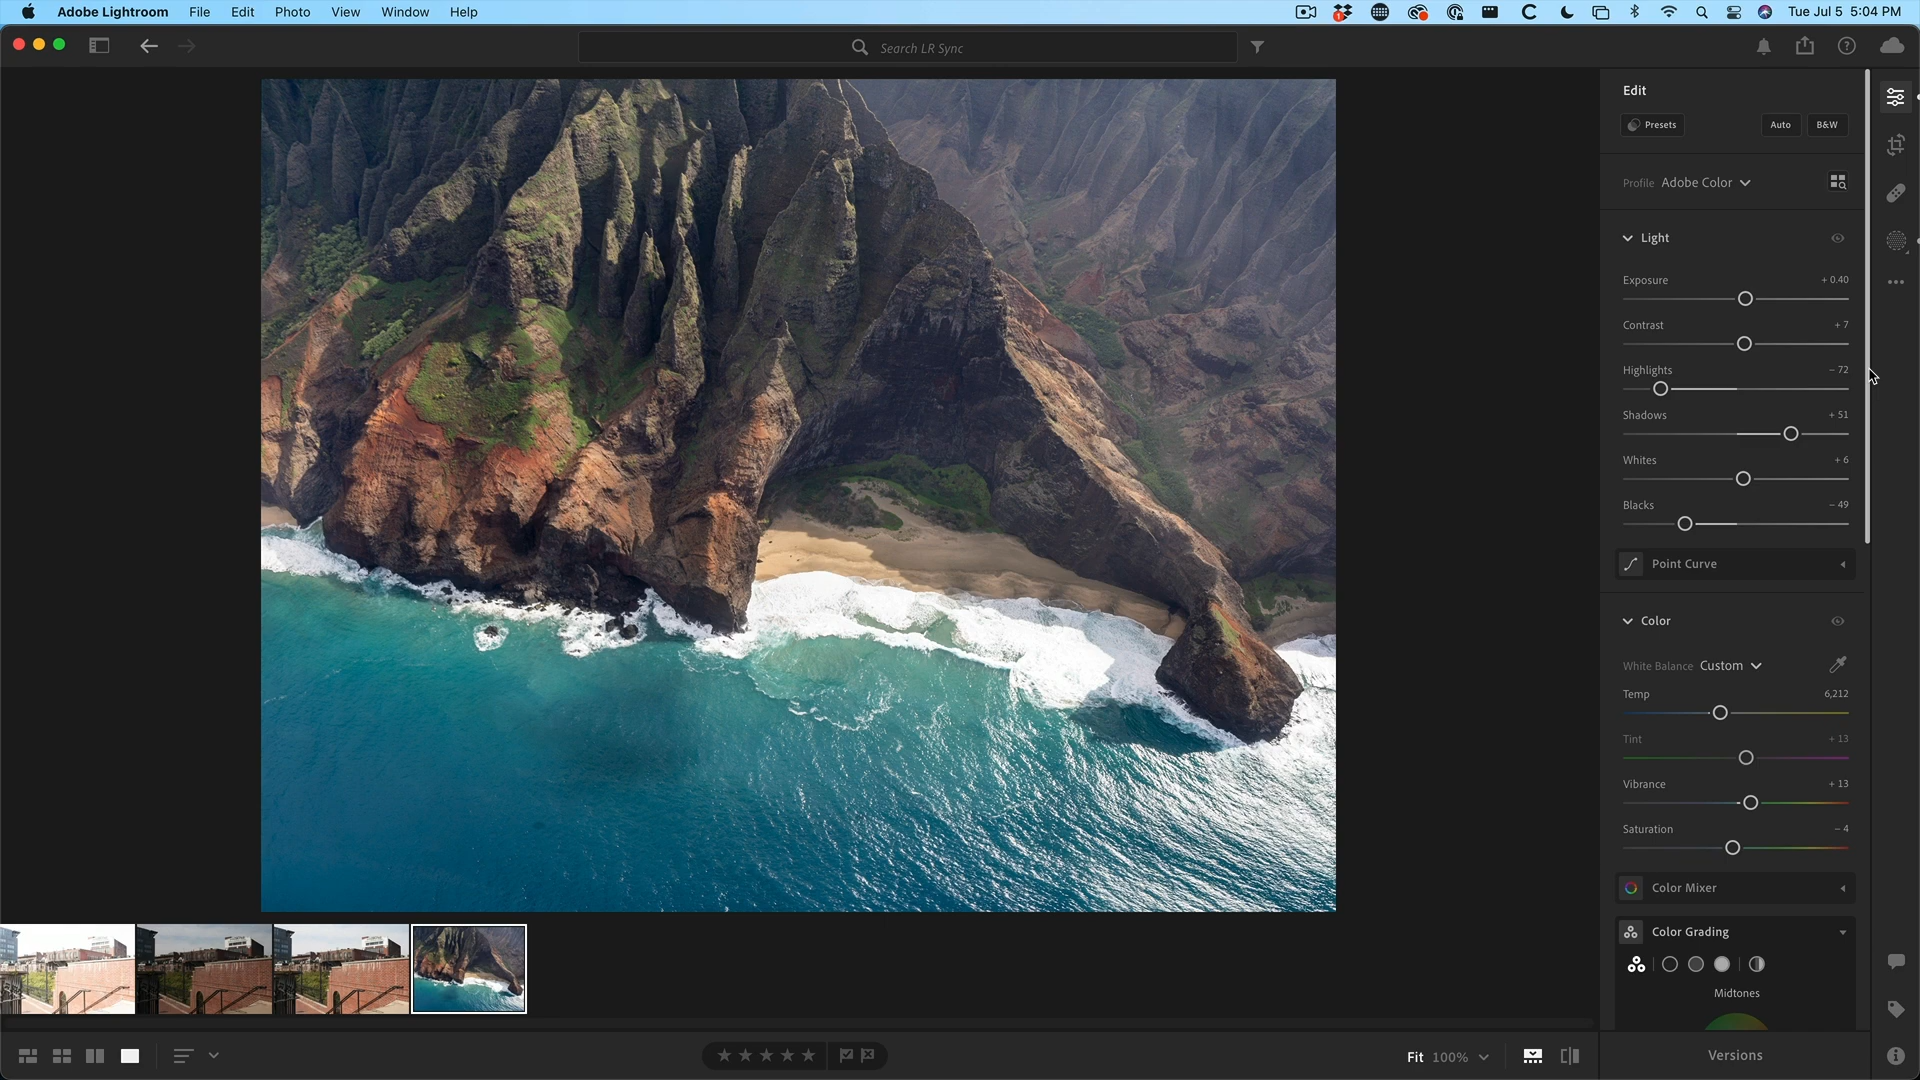 Adobe Lightroom File Edit Photo View Window Help 1 Tue Jul 5 5:04 PM
Search LR Sync
Edit
Presets Auto B&W
Profile Adobe Color
Light
Exposure + 0.40
Contrast + 7
Highlights – 72
Shadows + 51
Whites + 6
Blacks – 49
Point Curve
Color
White Balance Custom
Temp 6,212
Tint + 13
Vibrance + 13
Saturation – 4
Color Mixer
Color Grading
Midtones
Fit 100% Versions